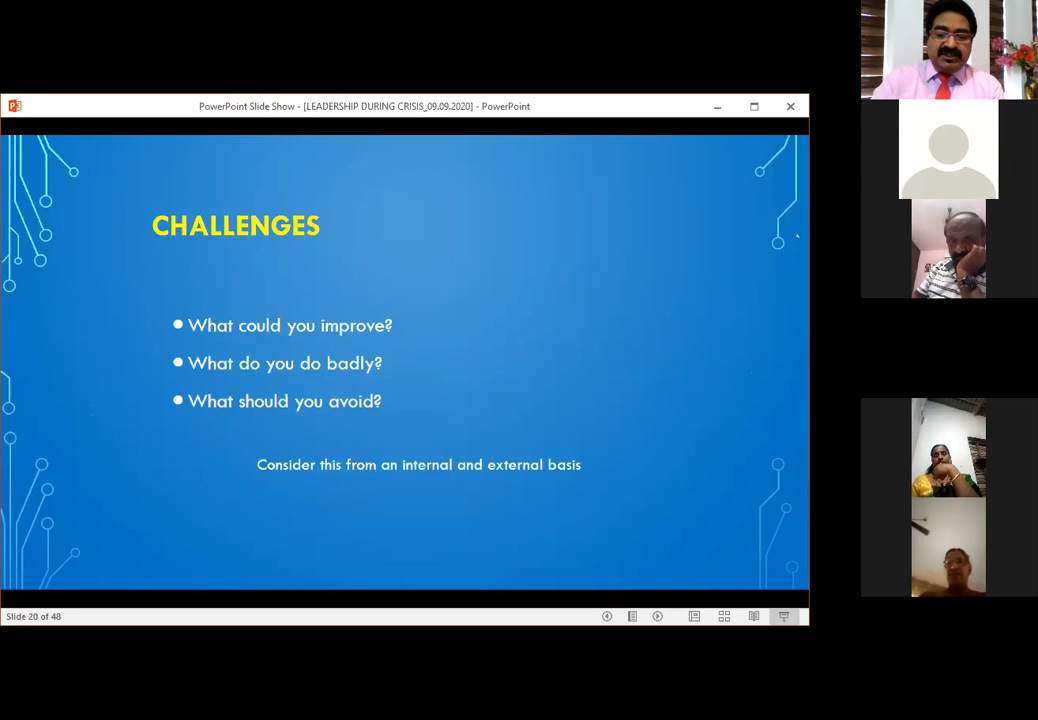 PowerPoint Slide Show - [LEADERSHIP DURING CRISIS_09.09.2020] - PowerPoint
CHALLENGES
What could you improve?
What do you do badly?
What should you avoid?
Consider this from an internal and external basis
Slide 20 of 48